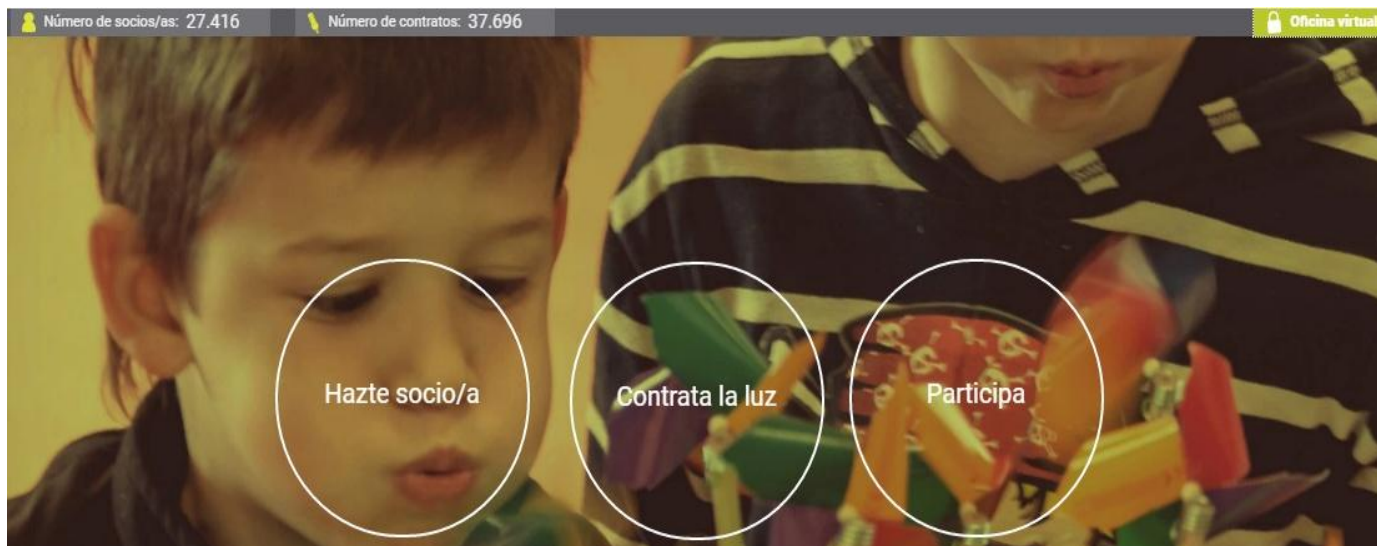 Número de socios/as: 27.416
Número de contratos: 37.696
Oficina virtual
Hazte socio/a
Contrata la luz
Participa